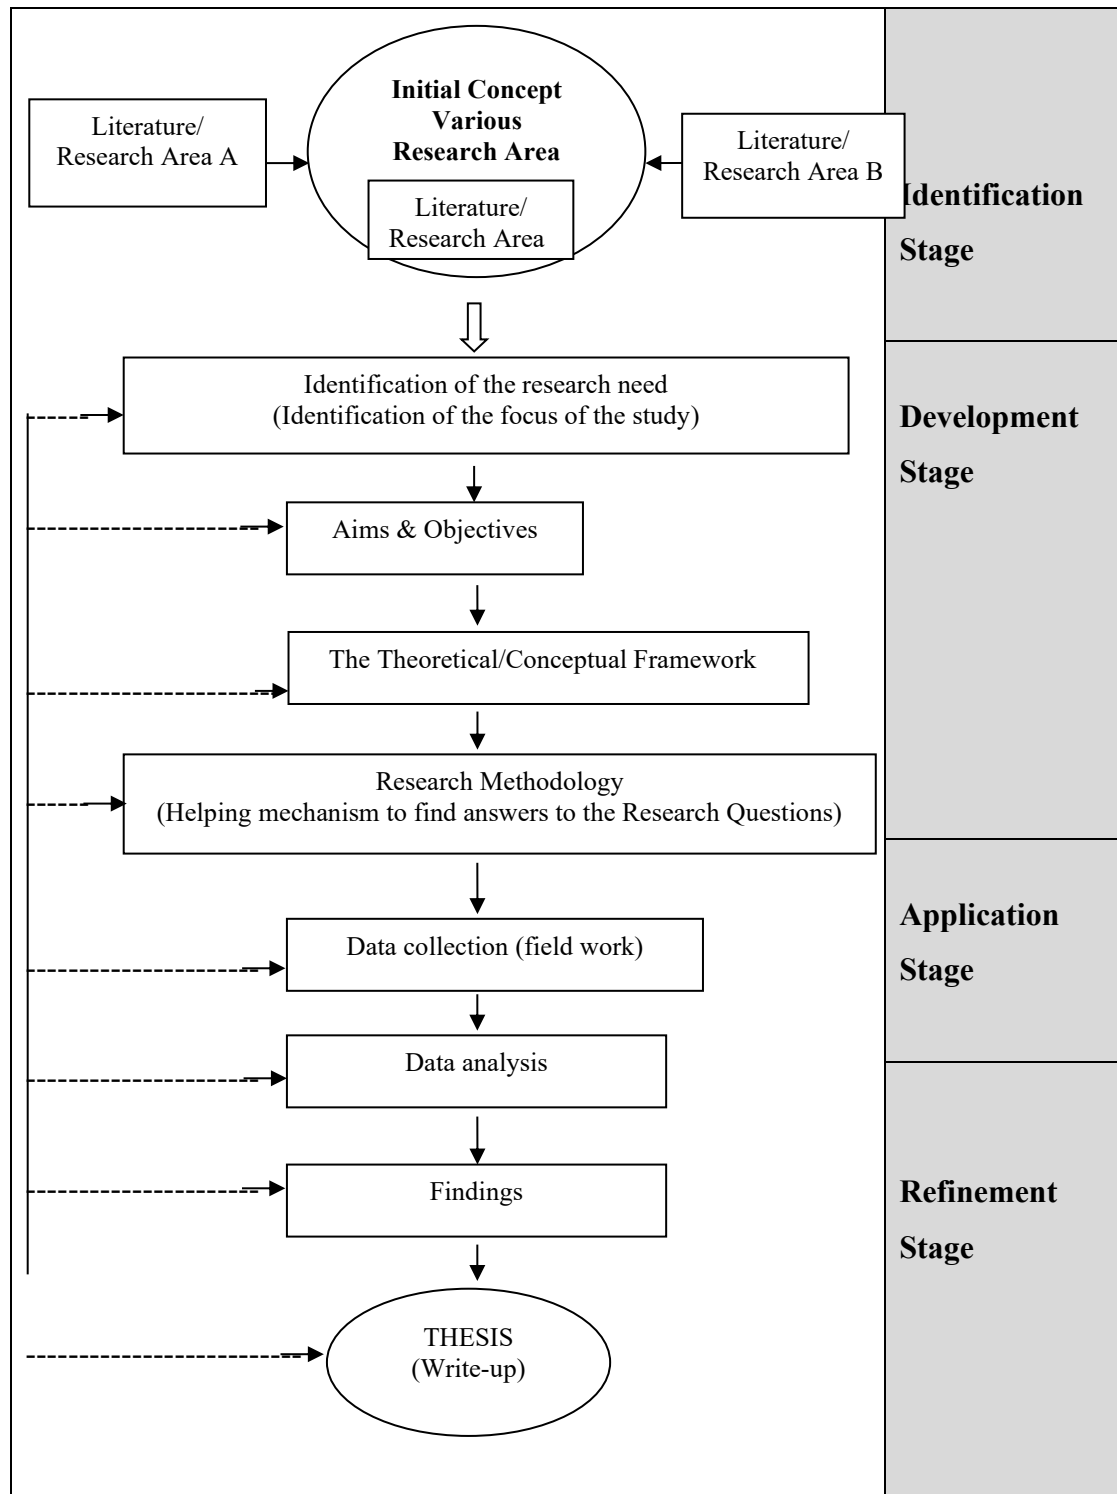 Initial Concept
Various
Research Area
Literature/
Research Area A
Literature/
Research Area B
Literature/
Research Area
Identification
Stage
Identification of the research need
(Identification of the focus of the study)
Development
Stage
Aims & Objectives
The Theoretical/Conceptual Framework
Research Methodology
(Helping mechanism to find answers to the Research Questions)
Application
Stage
Data collection (field work)
Data analysis
Findings
Refinement
Stage
THESIS
(Write-up)